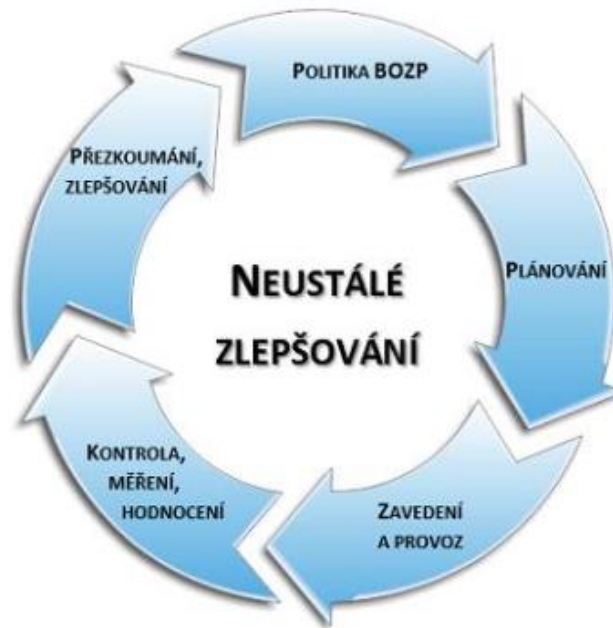 POLITIKA BOZP
PLÁNOVÁNÍ
ZAVEDENÍ
A PROVOZ
KONTROLA,
MĚŘENÍ,
HODNOCENÍ
PŘEZKOUMÁNÍ,
ZLEPŠOVÁNÍ
NEUSTÁLÉ
ZLEPŠOVÁNÍ